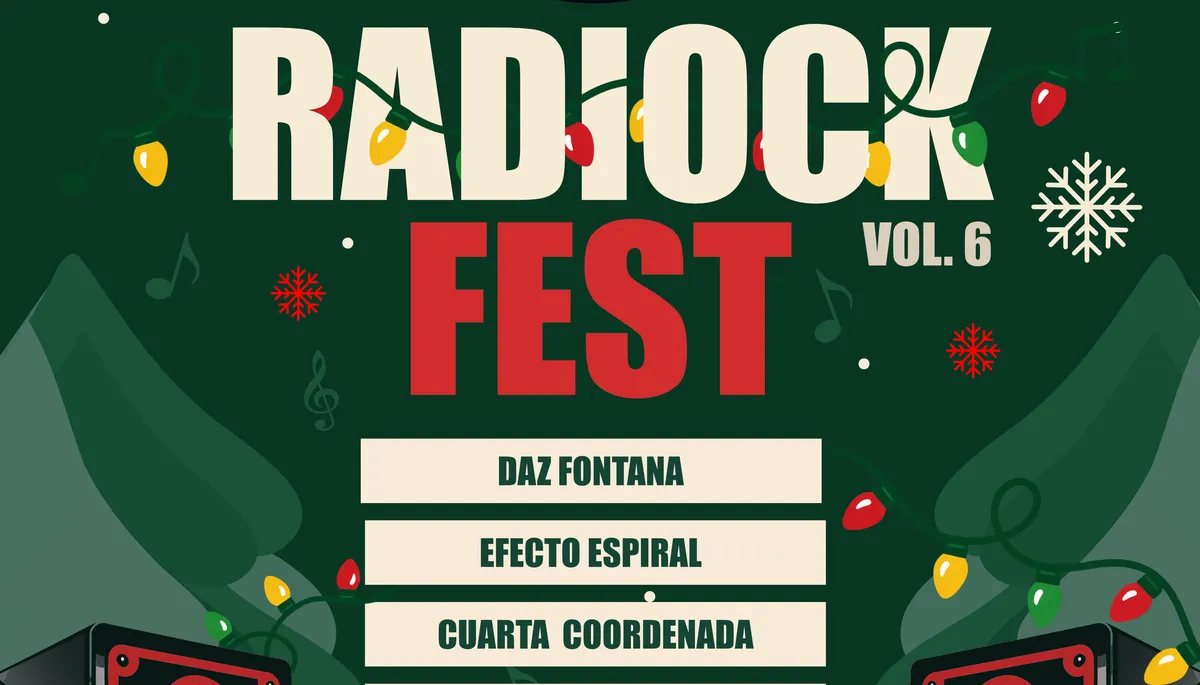 RADIOCK
FEST
VOL. 6
DAZ FONTANA
EFECTO ESPIRAL
CUARTA COORDENADA